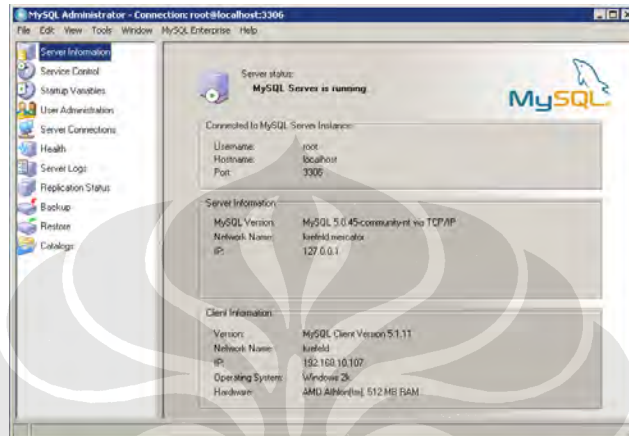 MySQL Administrator - Connection: root@localhost:3306
File Edit View Tools Window MySQL Enterprise Help
Server Information
Service Control
Startup Variables
User Administration
Server Connections
Health
Server Logs
Replication Status
Backup
Restore
Catalogs
Server status:
MySQL Server is running.
MySQL
Connected to MySQL Server Instance:
Username: root
Hostname: localhost
Port: 3306
Server Information
MySQL Version: MySQL 5.0.45-community-nt via TCP/IP
Network Name: krefeld.mercator
IP: 127.0.0.1
Client Information
Version: MySQL Client Version 5.1.11
Network Name: krefeld
IP: 192.168.10.107
Operating System: Windows 2k
Hardware: AMD Athlon(tm), 512 MB RAM